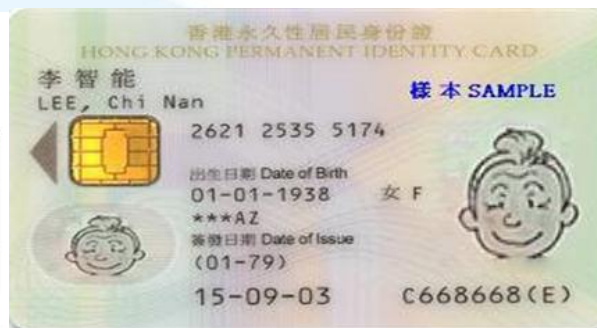 香港永久性居民身份證
HONG KONG PERMANENT IDENTITY CARD
李智能
LEE, Chi Nan
樣本 SAMPLE
2621 2535 5174
出生日期 Date of Birth
01-01-1938 女 F
***AZ
簽發日期 Date of Issue
(01-79)
15-09-03 C668668(E)